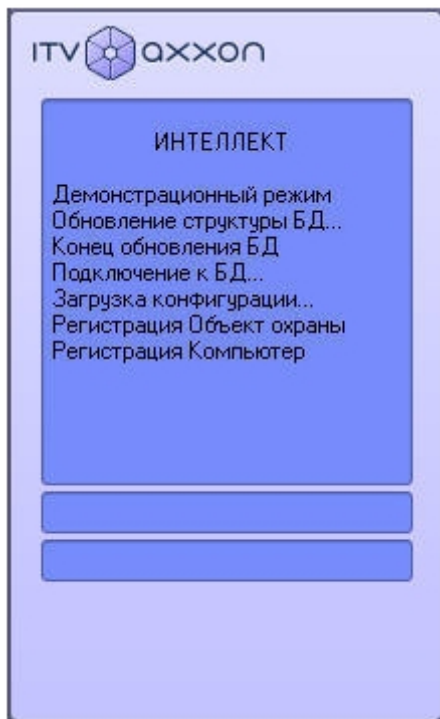 ITV axxon
ИНТЕЛЛЕКТ
Демонстрационный режим
Обновление структуры БД...
Конец обновления БД
Подключение к БД...
Загрузка конфигурации...
Регистрация Объект охраны
Регистрация Компьютер